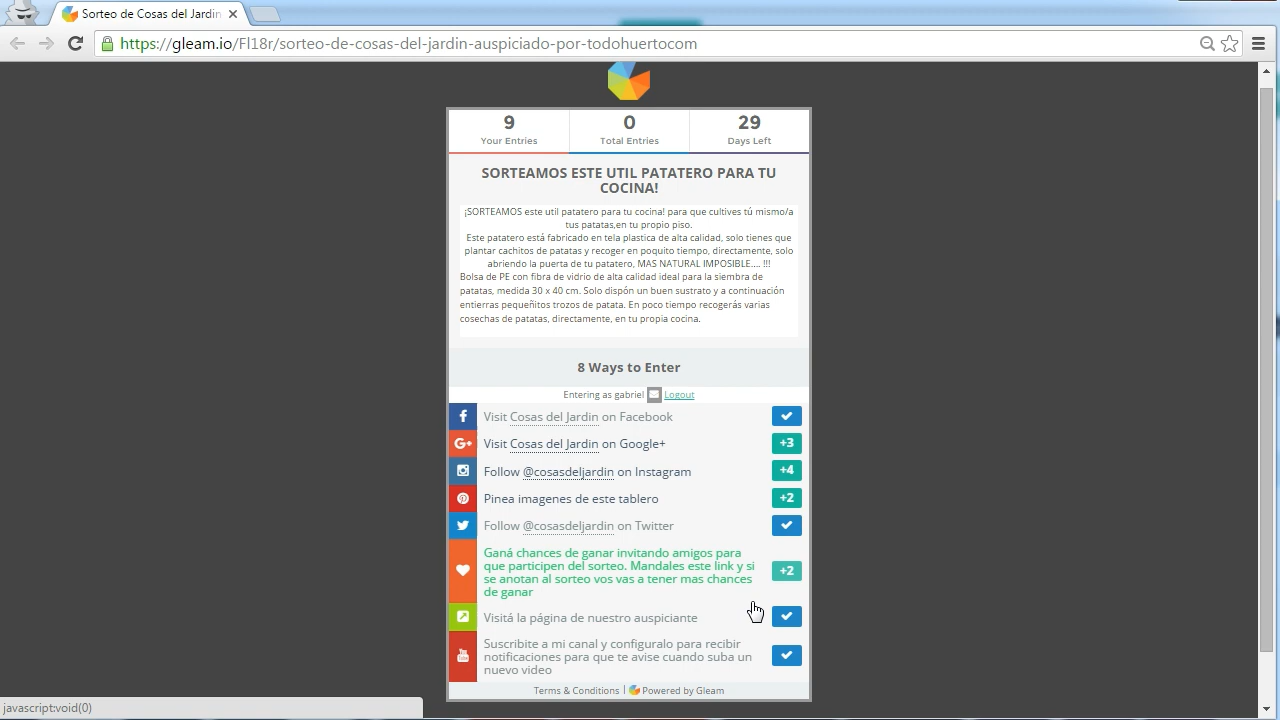 Sorteo de Cosas del Jardin
https://gleam.io/Fl18r/sorteo-de-cosas-del-jardin-auspiciado-por-todohuertocom
9
0
29
Your Entries
Total Entries
Days Left
SORTEAMOS ESTE UTIL PATATERO PARA TU
COCINA!
¡SORTEAMOS este util patatero para tu cocina! para que cultives tú mismo/a
tus patatas,en tu propio piso.
Este patatero está fabricado en tela plastica de alta calidad, solo tienes que
plantar cachitos de patatas y recoger en poquito tiempo, directamente, solo
abriendo la puerta de tu patatero, MAS NATURAL IMPOSIBLE.... !!!
Bolsa de PE con fibra de vidrio de alta calidad ideal para la siembra de
patatas, medida 30 x 40 cm. Solo dispón un buen sustrato y a continuación
entierras pequeñitos trozos de patata. En poco tiempo recogerás varias
cosechas de patatas, directamente, en tu propia cocina.
8 Ways to Enter
Entering as gabriel Logout
Visit Cosas del Jardin on Facebook
Visit Cosas del Jardin on Google+ +3
Follow @cosasdeljardin on Instagram +4
Pinea imagenes de este tablero +2
Follow @cosasdeljardin on Twitter
Ganá chances de ganar invitando amigos para
que participen del sorteo. Mandales este link y si
se anotan al sorteo vos vas a tener mas chances
de ganar
+2
Visitá la página de nuestro auspiciante
Suscribite a mi canal y configuralo para recibir
notificaciones para que te avise cuando suba un
nuevo video
Terms & Conditions | Powered by Gleam
javascript:void(0)